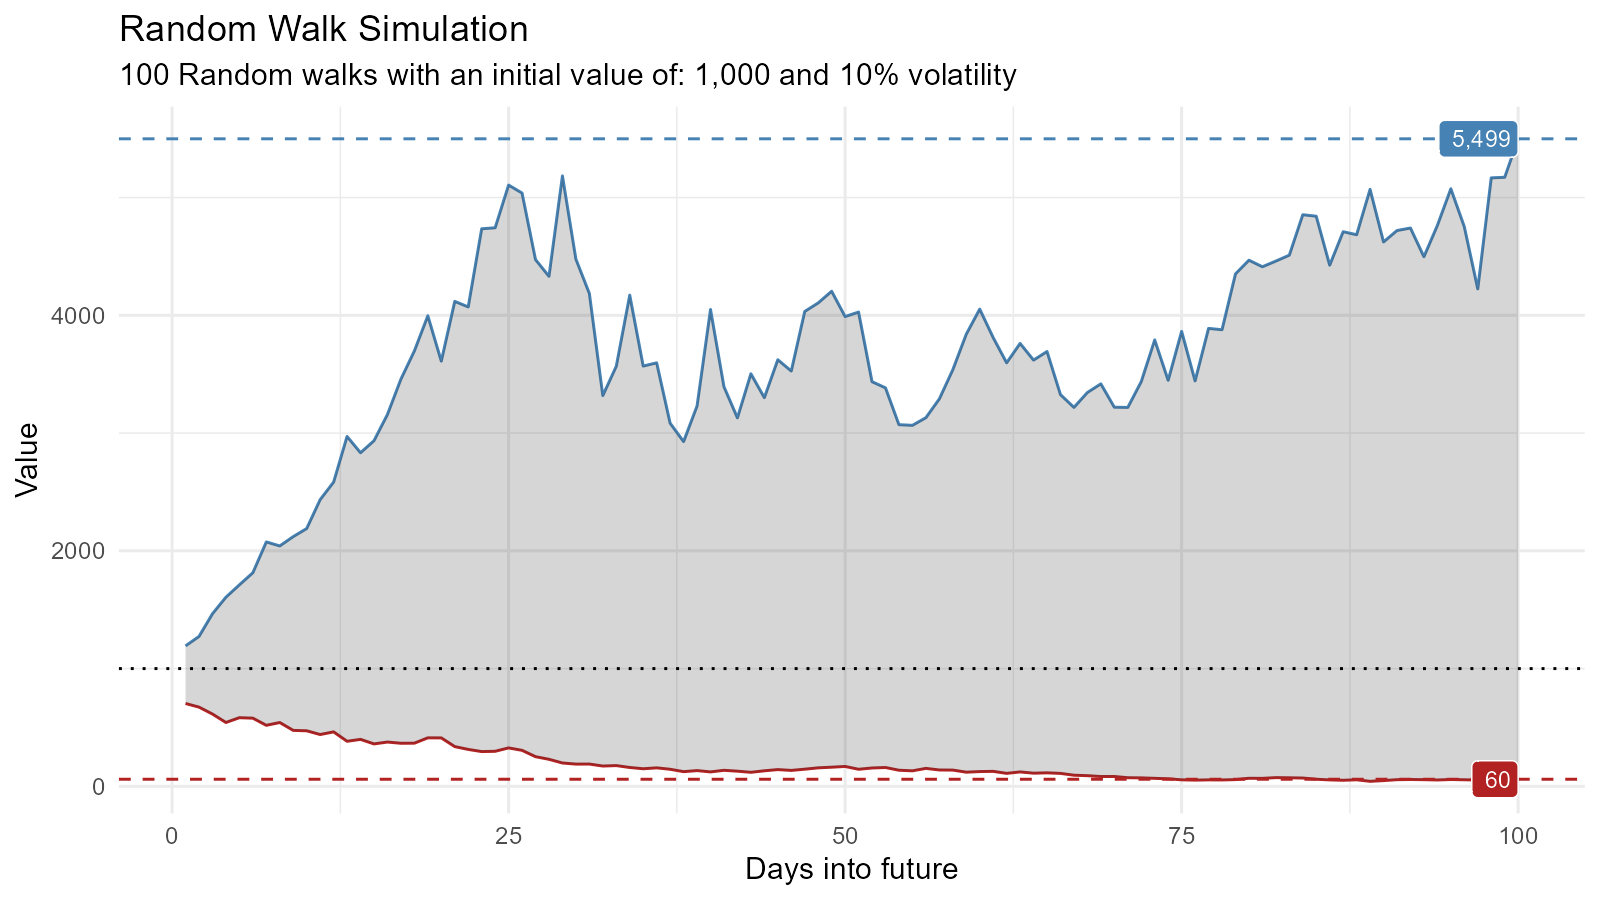 Random Walk Simulation
100 Random walks with an initial value of: 1,000 and 10% volatility
5,499
4000
2000
0
60
Value
0 25 50 75 100
Days into future